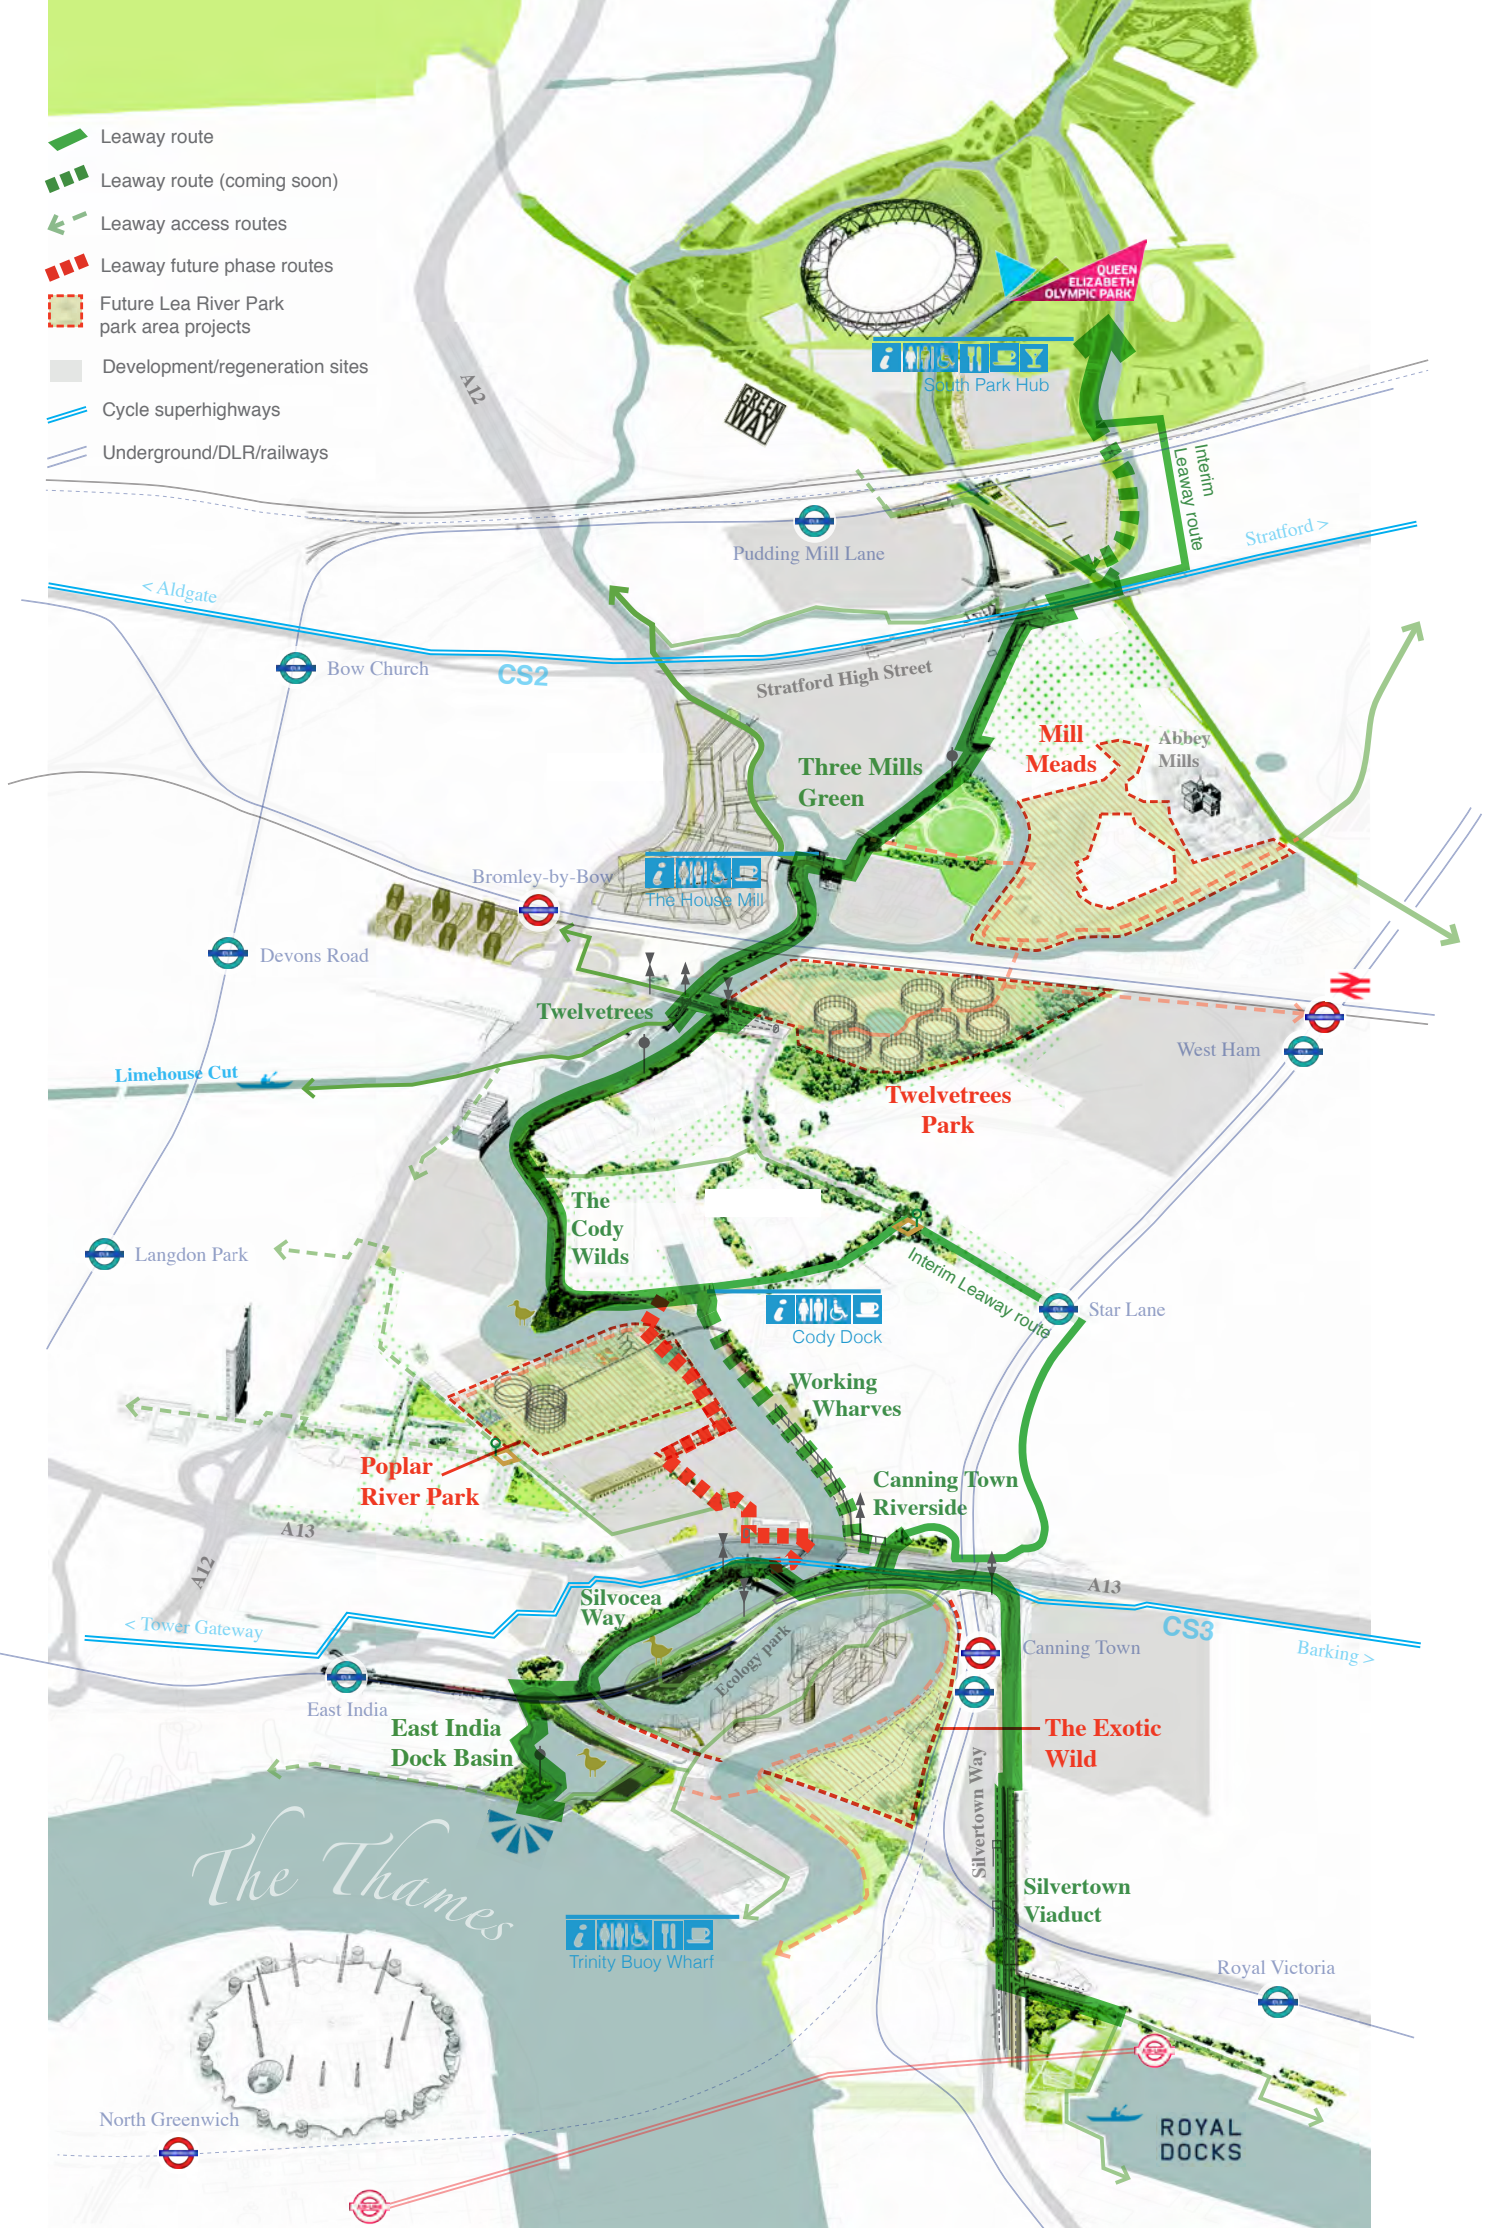 Leaway route
Leaway route (coming soon)
Leaway access routes
Leaway future phase routes
Future Lea River Park
park area projects
Development/regeneration sites
Cycle superhighways
Underground/DLR/railways
A12
QUEEN
ELIZABETH
OLYMPIC PARK
South Park Hub
GREEN
WAY
Interim
Leaway route
Pudding Mill Lane
Stratford >
< Aldgate
CS2
Bow Church
Stratford High Street
Mill
Meads
Abbey
Mills
Three Mills
Green
Bromley-by-Bow
The House Mill
Devons Road
Twelvetrees
West Ham
Limehouse Cut
Twelvetrees
Park
The
Cody
Wilds
Langdon Park
Interim Leaway route
Star Lane
Cody Dock
Working
Wharves
Poplar
River Park
Canning Town
Riverside
A13
A12
A13
Silvocea
Way
< Tower Gateway
CS3
Barking >
Ecology park
Canning Town
East India
East India
Dock Basin
The Exotic
Wild
Silvertown Way
The Thames
Silvertown
Viaduct
Trinity Buoy Wharf
Royal Victoria
North Greenwich
ROYAL
DOCKS